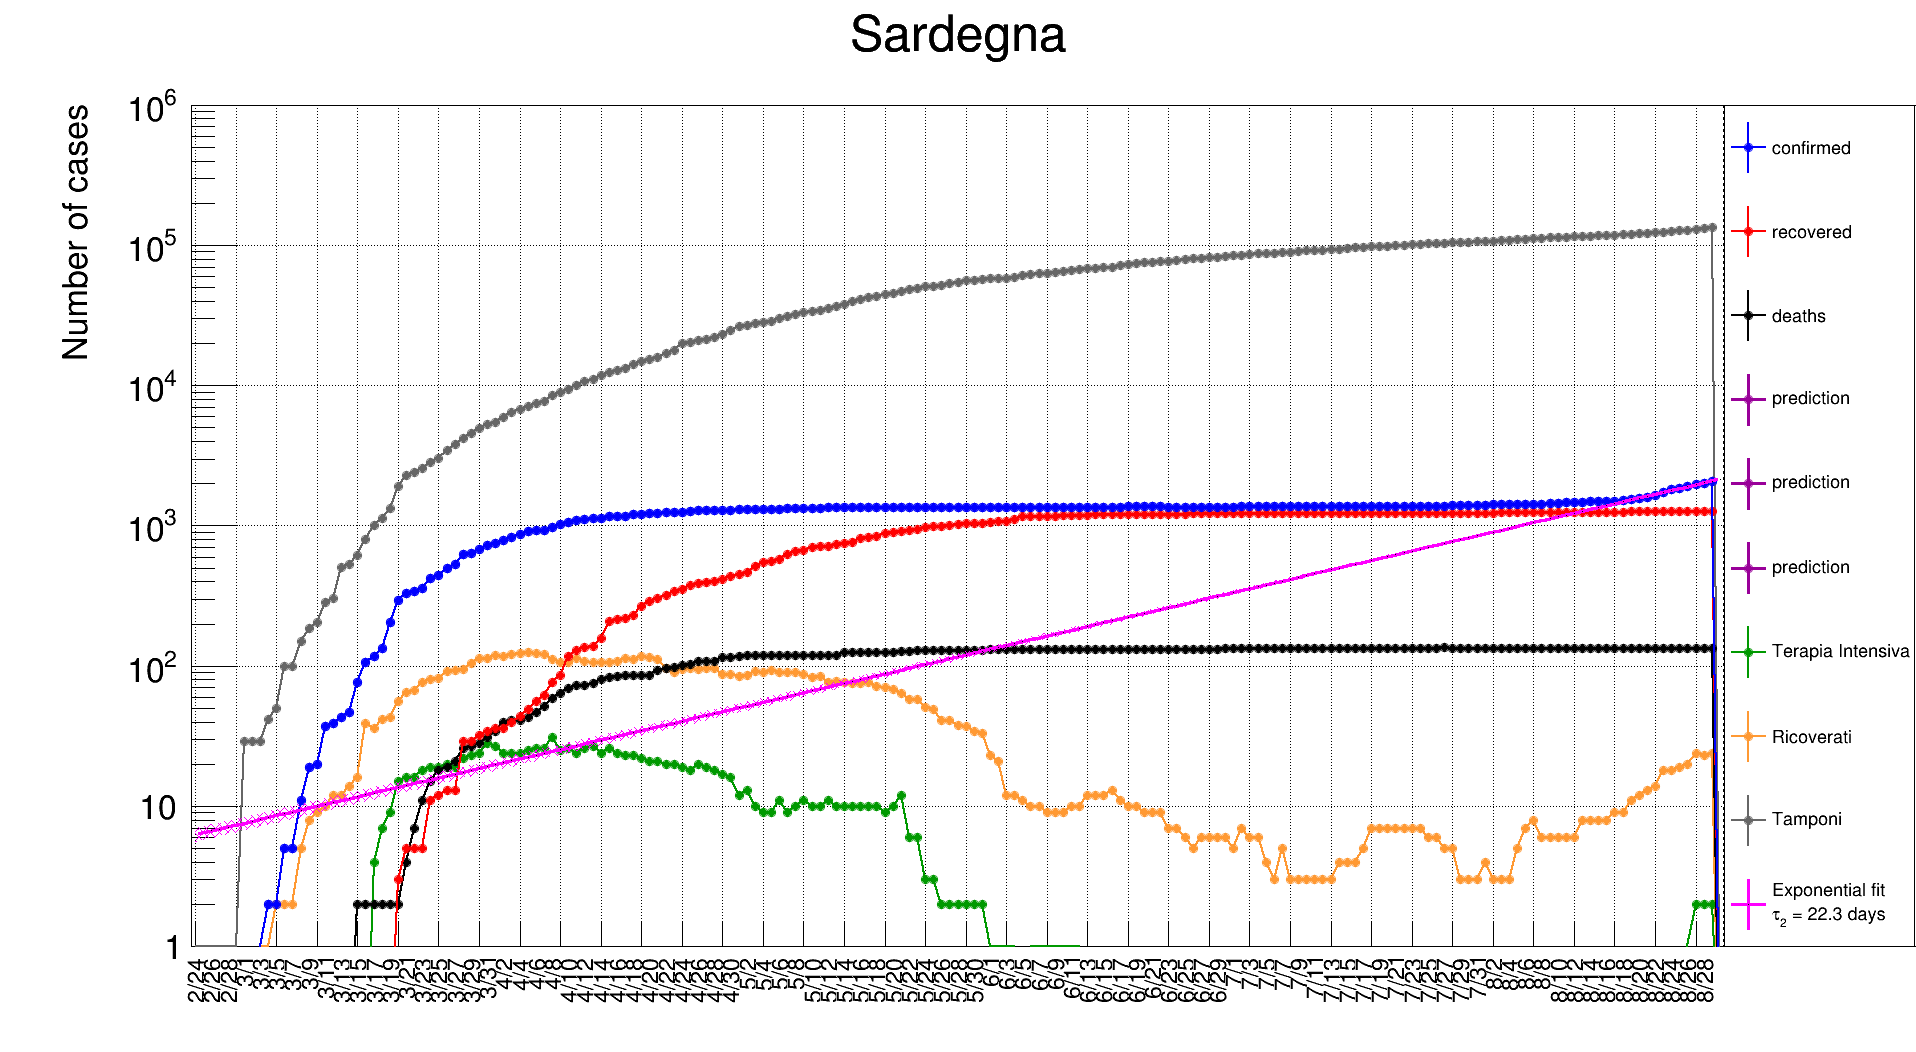 Sardegna
Number of cases
10^6
10^5
10^4
10^3
10^2
10
1
2/24 2/26 2/28 3/1 3/3 3/5 3/7 3/9 3/11 3/13 3/15 3/17 3/19 3/21 3/23 3/25 3/27 3/29 3/31 4/2 4/4 4/6 4/8 4/10 4/12 4/14 4/16 4/18 4/20 4/22 4/24 4/26 4/28 4/30 5/2 5/4 5/6 5/8 5/10 5/12 5/14 5/16 5/18 5/20 5/22 5/24 5/26 5/28 5/30 6/1 6/3 6/5 6/7 6/9 6/11 6/13 6/15 6/17 6/19 6/21 6/23 6/25 6/27 6/29 7/1 7/3 7/5 7/7 7/9 7/11 7/13 7/15 7/17 7/19 7/21 7/23 7/25 7/27 7/29 7/31 8/2 8/4 8/6 8/8 8/10 8/12 8/14 8/16 8/18 8/20 8/22 8/24 8/26 8/28
confirmed
recovered
deaths
prediction
prediction
prediction
Terapia Intensiva
Ricoverati
Tamponi
Exponential fit
τ₂ = 22.3 days